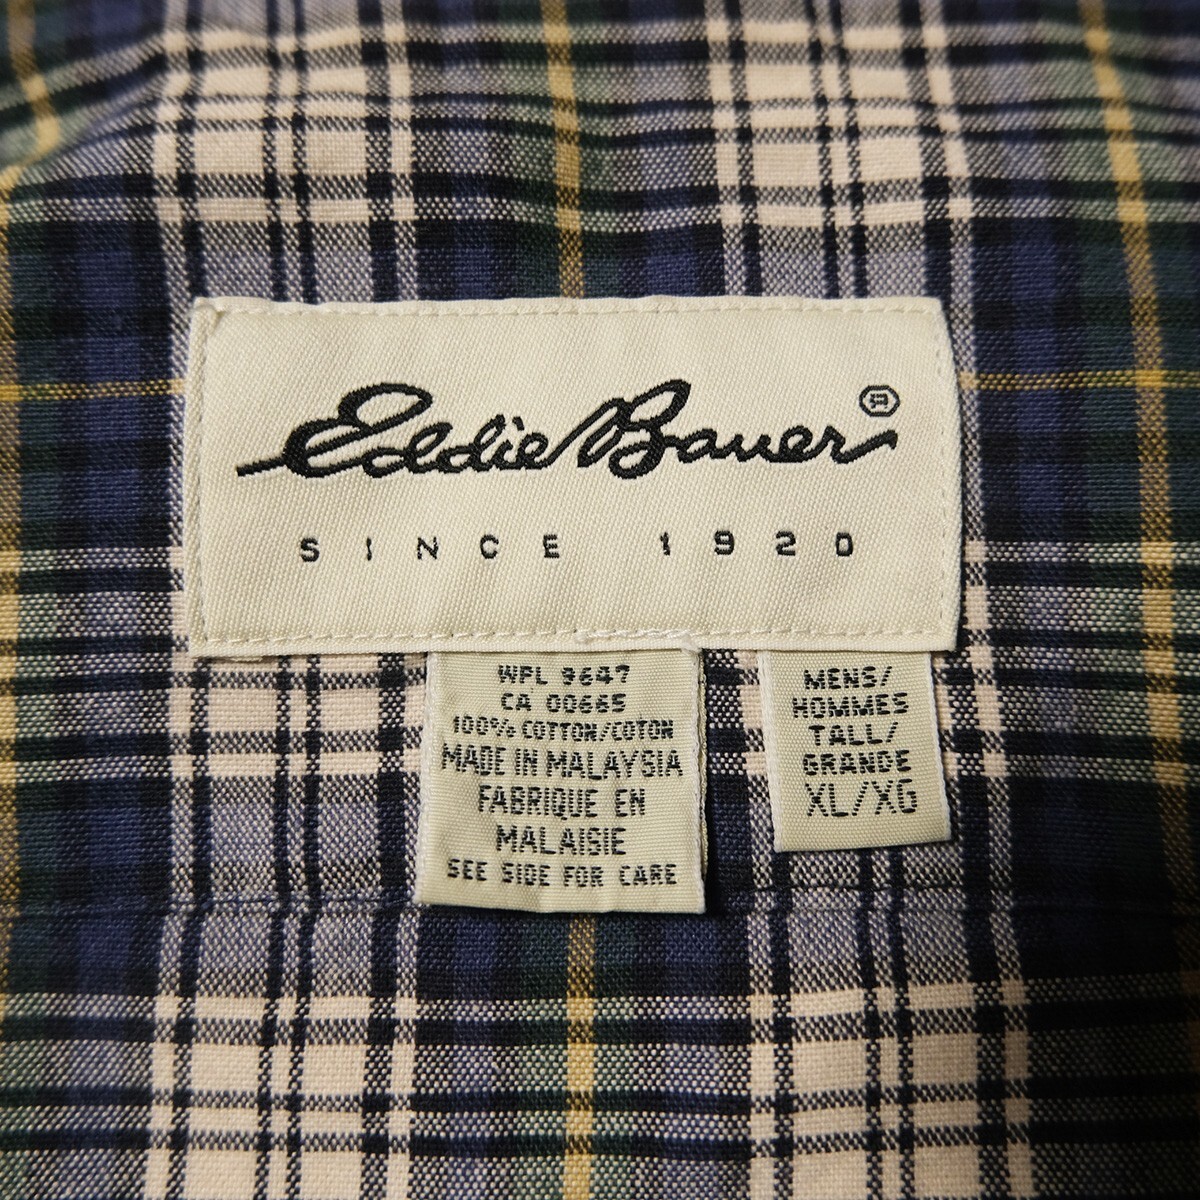 Eddie Bauer ®
SINCE 1920
WPL 9647
CA 00665
100% COTTON/COTON
MADE IN MALAYSIA
FABRIQUE EN
MALAISIE
SEE SIDE FOR CARE
MENS/
HOMMES
TALL/
GRANDE
XL/XG